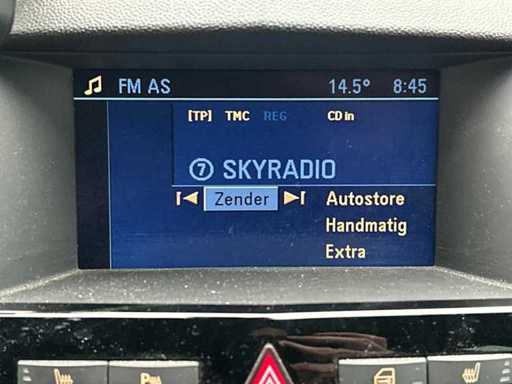 FM AS 14.5° 8:45
[TP] TMC REG CD in
7 SKYRADIO
Zender Autostore
Handmatig
Extra